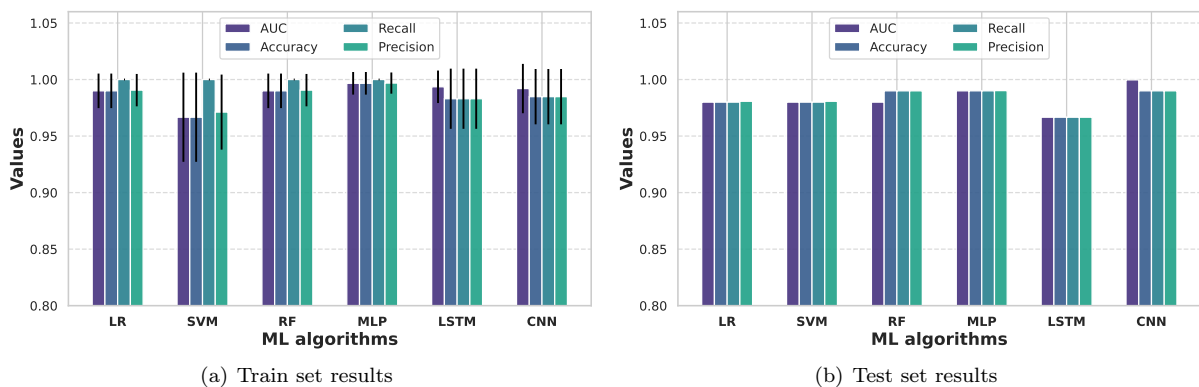 1.05
1.00
0.95
0.90
0.85
0.80
Values
AUC
Accuracy
Recall
Precision
LR SVM RF MLP LSTM CNN
ML algorithms
(a) Train set results
1.05
1.00
0.95
0.90
0.85
0.80
Values
AUC
Accuracy
Recall
Precision
LR SVM RF MLP LSTM CNN
ML algorithms
(b) Test set results